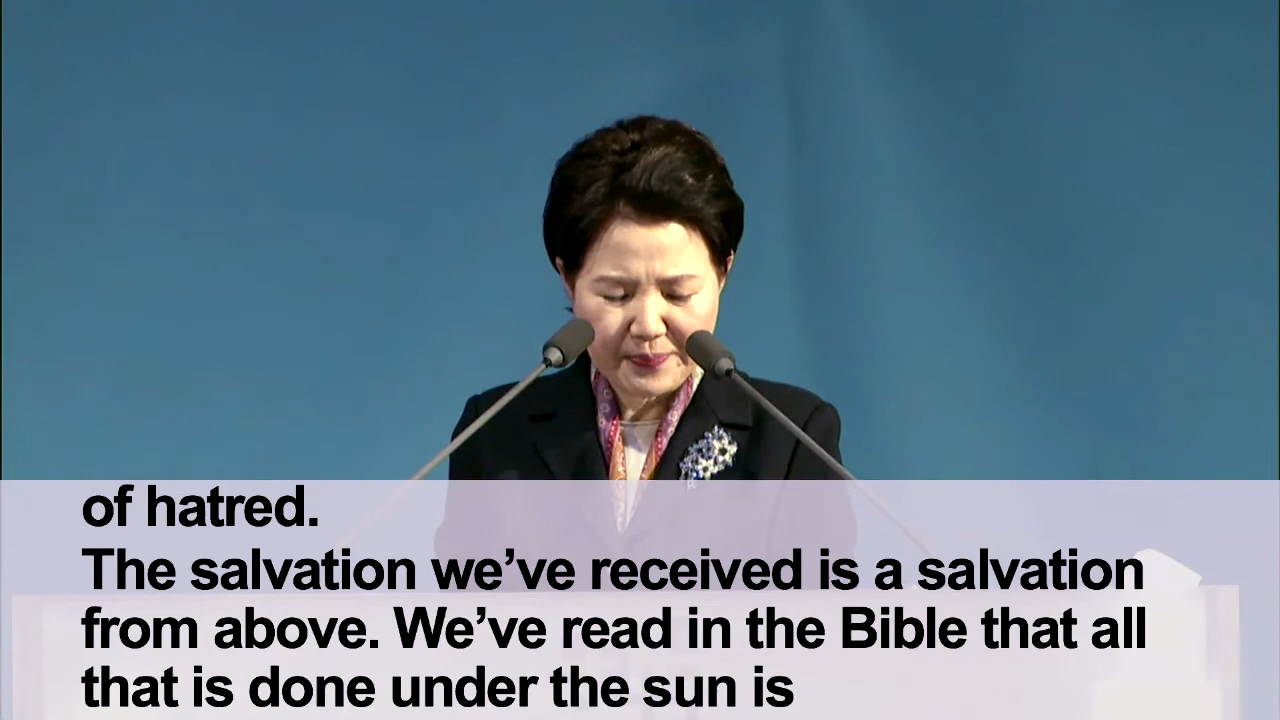 of hatred.
The salvation we’ve received is a salvation
from above. We’ve read in the Bible that all
that is done under the sun is